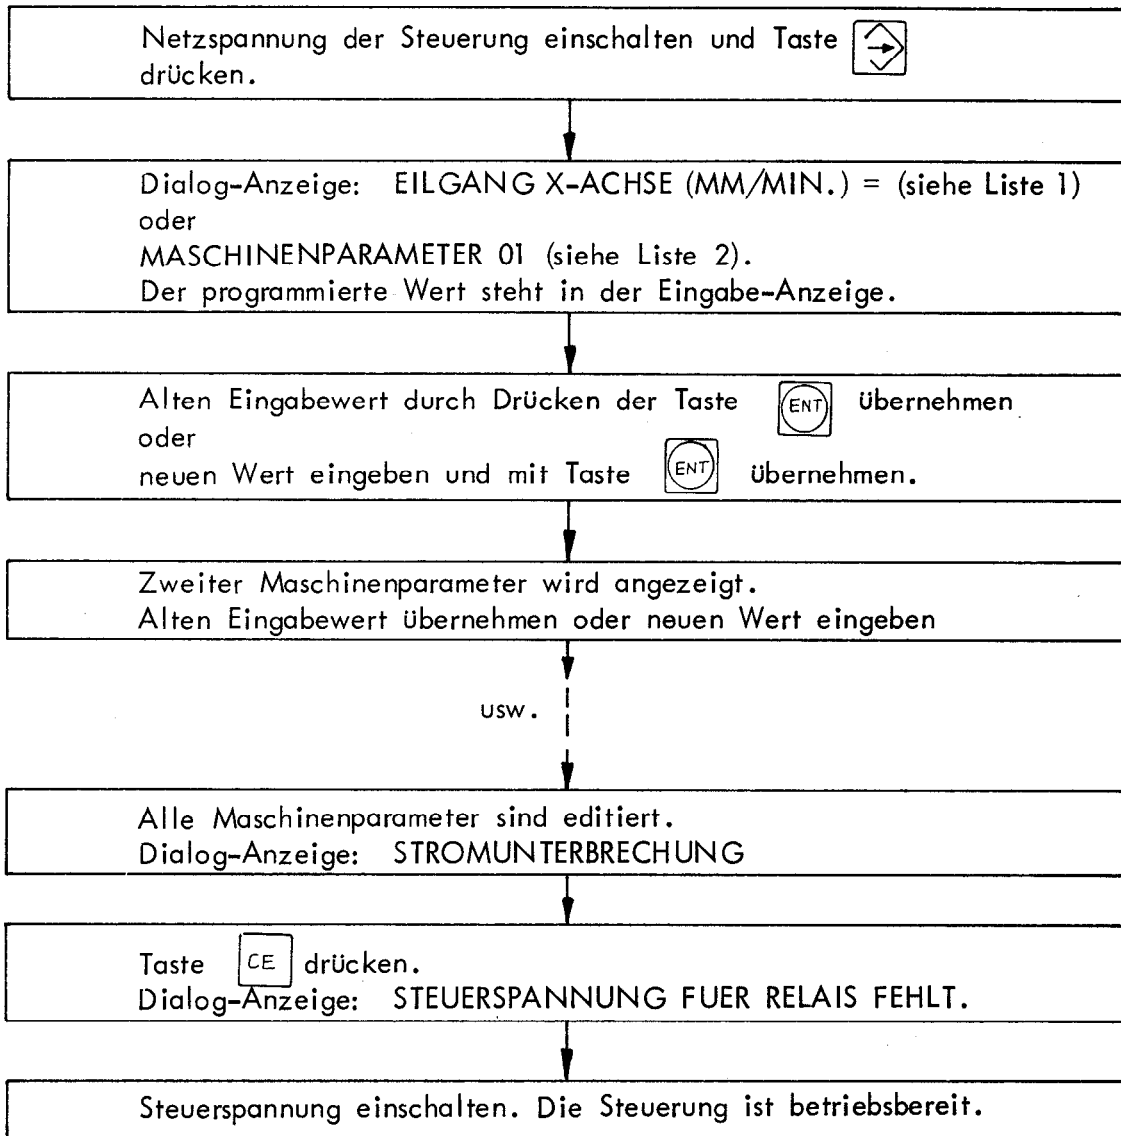 Netzspannung der Steuerung einschalten und Taste
drücken.
Dialog-Anzeige: EILGANG X-ACHSE (MM/MIN.) = (siehe Liste 1)
oder
MASCHINENPARAMETER 01 (siehe Liste 2).
Der programmierte Wert steht in der Eingabe-Anzeige.
Alten Eingabewert durch Drücken der Taste ENT übernehmen
oder
neuen Wert eingeben und mit Taste ENT übernehmen.
Zweiter Maschinenparameter wird angezeigt.
Alten Eingabewert übernehmen oder neuen Wert eingeben
usw.
Alle Maschinenparameter sind editiert.
Dialog-Anzeige: STROMUNTERBRECHUNG
Taste CE drücken.
Dialog-Anzeige: STEUERSPANNUNG FUER RELAIS FEHLT.
Steuerspannung einschalten. Die Steuerung ist betriebsbereit.